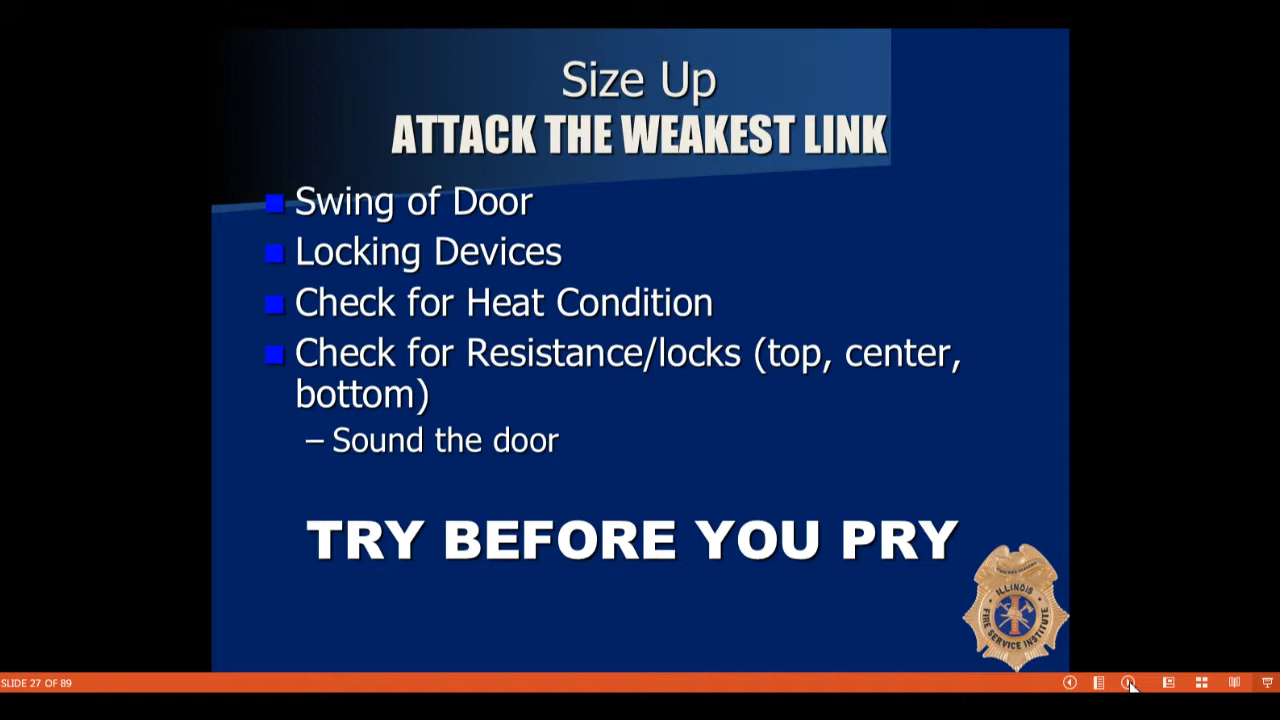 Size Up
ATTACK THE WEAKEST LINK
Swing of Door
Locking Devices
Check for Heat Condition
Check for Resistance/locks (top, center,
bottom)
– Sound the door
TRY BEFORE YOU PRY
ILLINOIS
FIRE SERVICE INSTITUTE
SLIDE 27 OF 89